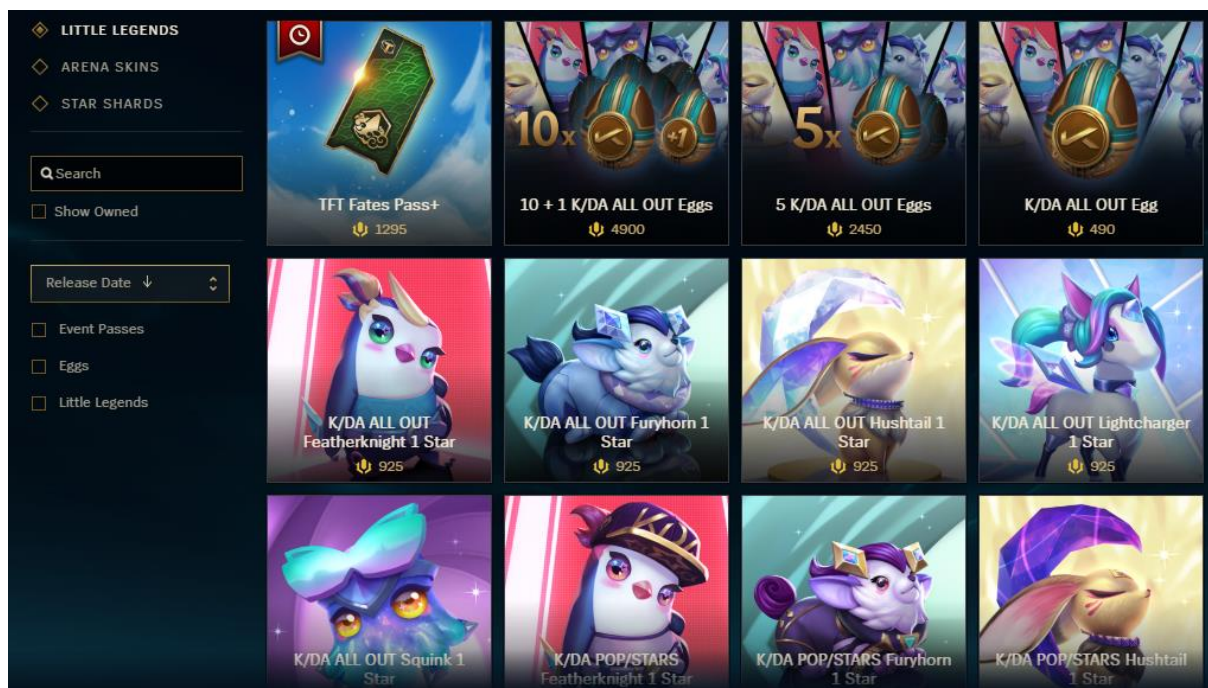 LITTLE LEGENDS
ARENA SKINS
STAR SHARDS
Search
Show Owned
Release Date ↓
Event Passes
Eggs
Little Legends
TFT Fates Pass+
1295
10x
+1
10 + 1 K/DA ALL OUT Eggs
4900
5x
5 K/DA ALL OUT Eggs
2450
K/DA ALL OUT Egg
490
K/DA ALL OUT
Featherknight 1 Star
925
K/DA ALL OUT Furyhorn 1
Star
925
K/DA ALL OUT Hushtail 1
Star
925
K/DA ALL OUT Lightcharger
1 Star
925
K/DA ALL OUT Squink 1
Star
KDA
K/DA POP/STARS
Featherknight 1 Star
K/DA POP/STARS Furyhorn
1 Star
K/DA POP/STARS Hushtail
1 Star